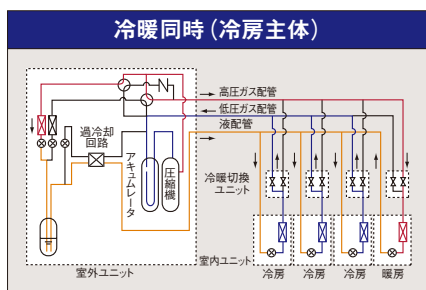 冷暖同時(冷房主体)
高圧ガス配管
低圧ガス配管
液配管
過冷却
回路
アキュムレータ
圧縮機
冷暖切換
ユニット
室外ユニット
室内ユニット
冷房
冷房
冷房
暖房